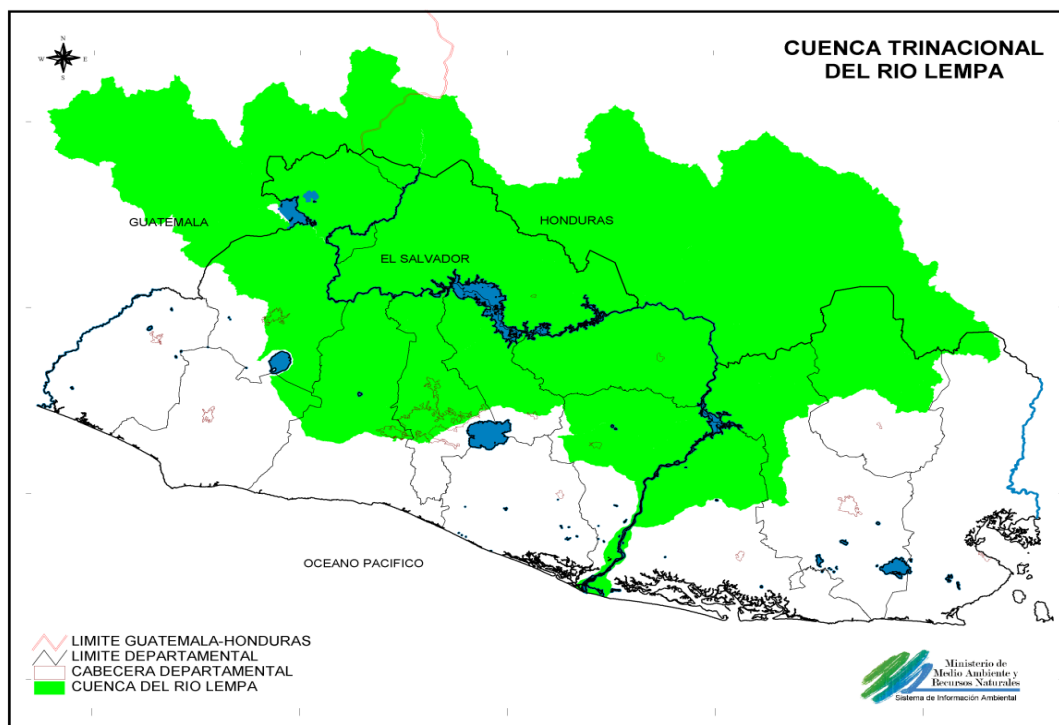 CUENCA TRINACIONAL
DEL RIO LEMPA
N
W E
S
GUATEMALA
HONDURAS
EL SALVADOR
OCEANO PACIFICO
LIMITE GUATEMALA-HONDURAS
LIMITE DEPARTAMENTAL
CABECERA DEPARTAMENTAL
CUENCA DEL RIO LEMPA
Ministerio de
Medio Ambiente y
Recursos Naturales
Sistema de Información Ambiental